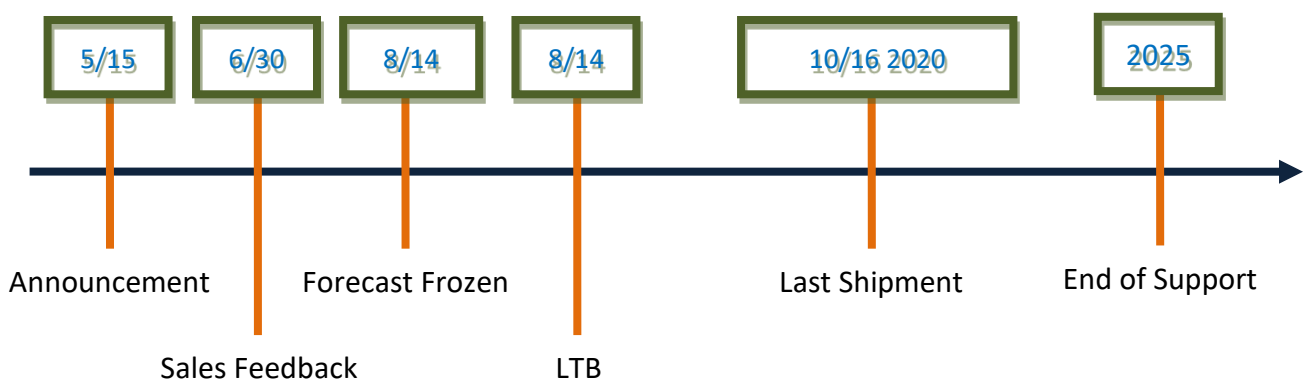 5/15
6/30
8/14
8/14
10/16 2020
2025
Announcement
Forecast Frozen
Last Shipment
End of Support
Sales Feedback
LTB